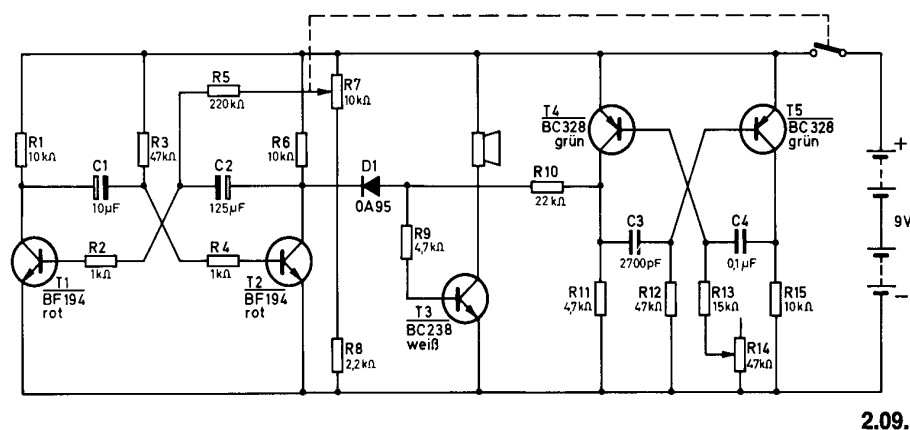 R1
10kΩ
R3
47kΩ
R5
220kΩ
R7
10kΩ
R6
10kΩ
C1
10µF
C2
125µF
D1
OA95
R10
22kΩ
R2
1kΩ
R4
1kΩ
R9
4,7kΩ
T1
BF194
rot
T2
BF194
rot
T3
BC238
weiß
R8
2,2kΩ
T4
BC328
grün
T5
BC328
grün
C3
2700pF
C4
0,1µF
R11
4,7kΩ
R12
47kΩ
R13
15kΩ
R14
47kΩ
R15
10kΩ
+
9V
−
2.09.